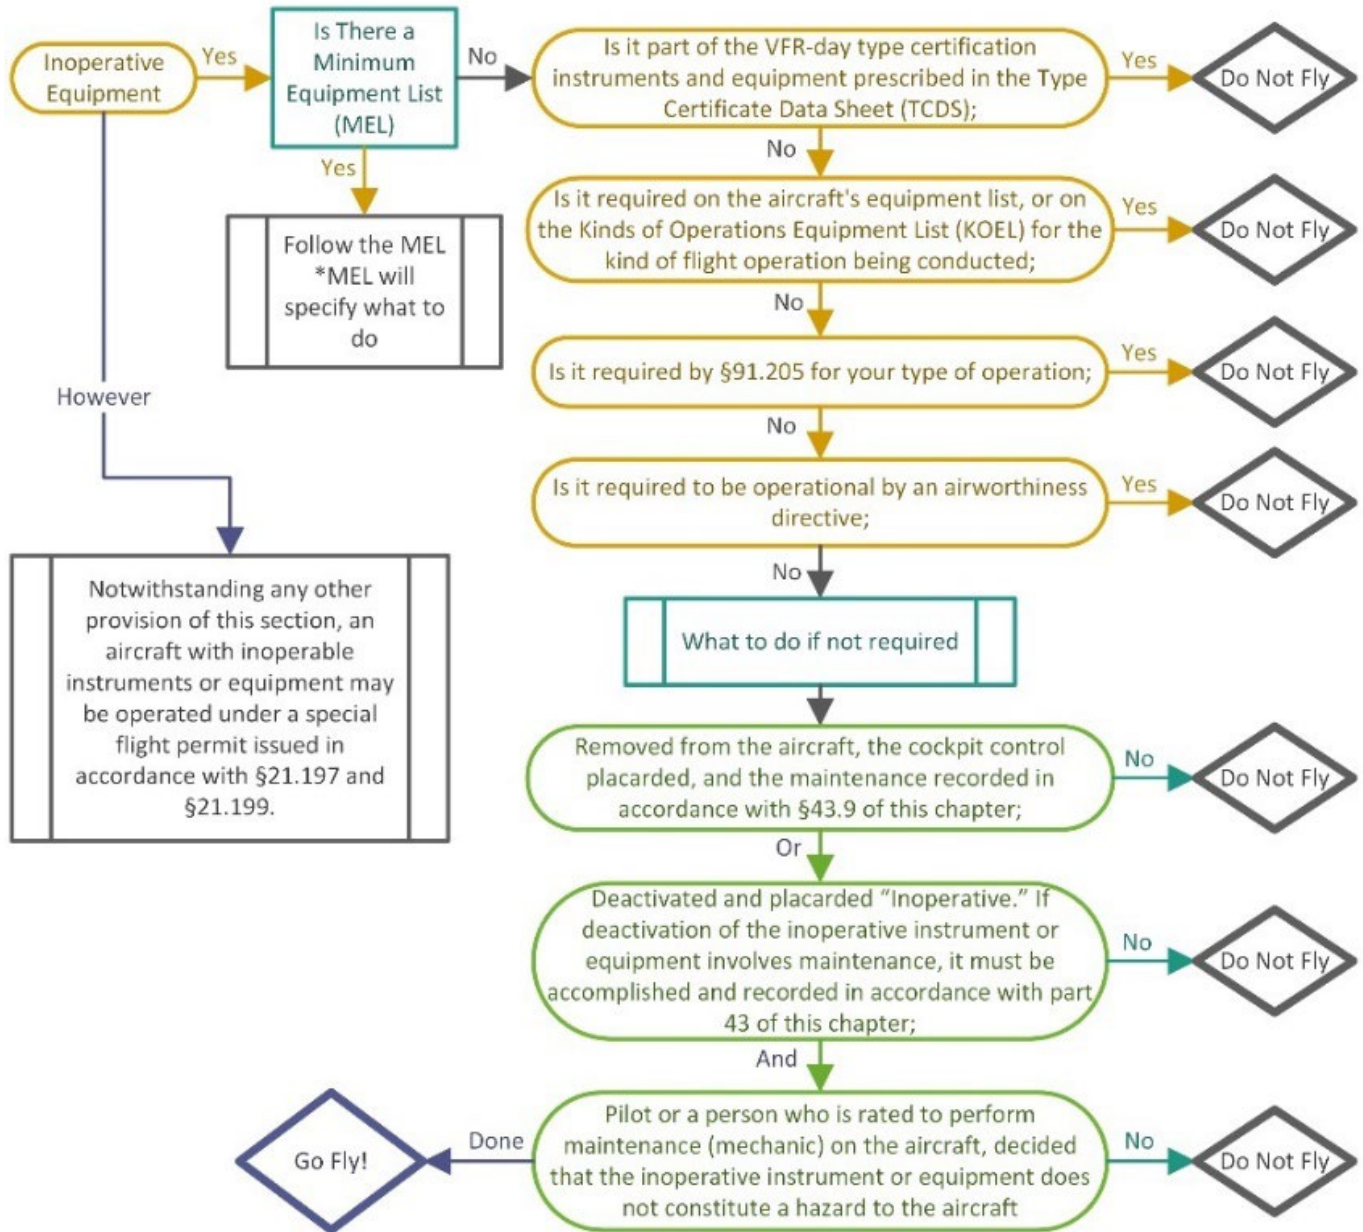 Inoperative
Equipment
Yes
Is There a
Minimum
Equipment List
(MEL)
No
Is it part of the VFR-day type certification
instruments and equipment prescribed in the Type
Certificate Data Sheet (TCDS);
Yes
Do Not Fly
Yes
No
Follow the MEL
*MEL will
specify what to
do
Is it required on the aircraft's equipment list, or on
the Kinds of Operations Equipment List (KOEL) for the
kind of flight operation being conducted;
Yes
Do Not Fly
No
Is it required by §91.205 for your type of operation;
Yes
Do Not Fly
However
No
Is it required to be operational by an airworthiness
directive;
Yes
Do Not Fly
No
Notwithstanding any other
provision of this section, an
aircraft with inoperable
instruments or equipment may
be operated under a special
flight permit issued in
accordance with §21.197 and
§21.199.
What to do if not required
Removed from the aircraft, the cockpit control
placarded, and the maintenance recorded in
accordance with §43.9 of this chapter;
No
Do Not Fly
Or
Deactivated and placarded “Inoperative.” If
deactivation of the inoperative instrument or
equipment involves maintenance, it must be
accomplished and recorded in accordance with part
43 of this chapter;
No
Do Not Fly
And
Pilot or a person who is rated to perform
maintenance (mechanic) on the aircraft, decided
that the inoperative instrument or equipment does
not constitute a hazard to the aircraft
No
Do Not Fly
Done
Go Fly!